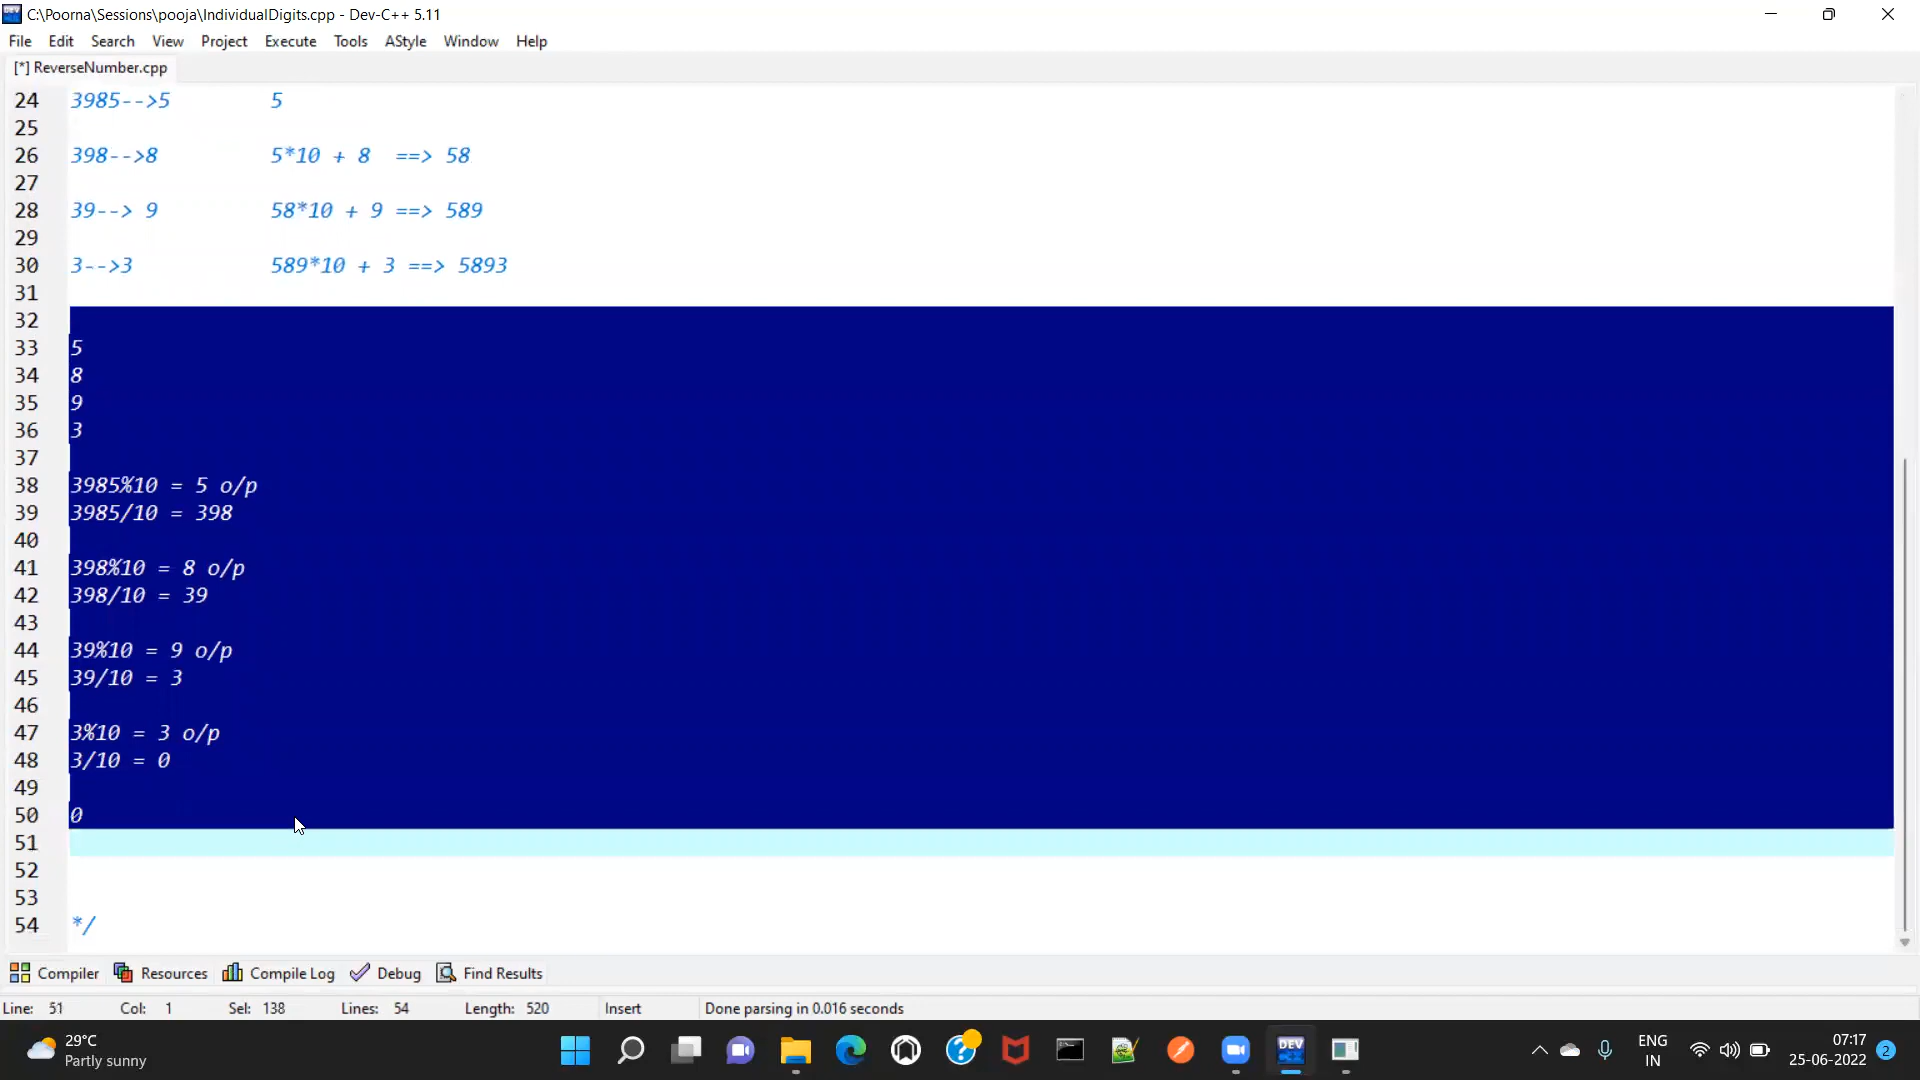 C:\Poorna\Sessions\pooja\IndividualDigits.cpp - Dev-C++ 5.11
File Edit Search View Project Execute Tools AStyle Window Help
[*] ReverseNumber.cpp
24 3985-->5 5
25
26 398-->8 5*10 + 8 ==> 58
27
28 39--> 9 58*10 + 9 ==> 589
29
30 3-->3 589*10 + 3 ==> 5893
31
32
33 5
34 8
35 9
36 3
37
38 3985%10 = 5 o/p
39 3985/10 = 398
40
41 398%10 = 8 o/p
42 398/10 = 39
43
44 39%10 = 9 o/p
45 39/10 = 3
46
47 3%10 = 3 o/p
48 3/10 = 0
49
50 0
51
52
53
54 */
Compiler Resources Compile Log Debug Find Results
Line: 51 Col: 1 Sel: 138 Lines: 54 Length: 520 Insert Done parsing in 0.016 seconds
29°C
Partly sunny
DEV
ENG
IN
07:17
25-06-2022
2